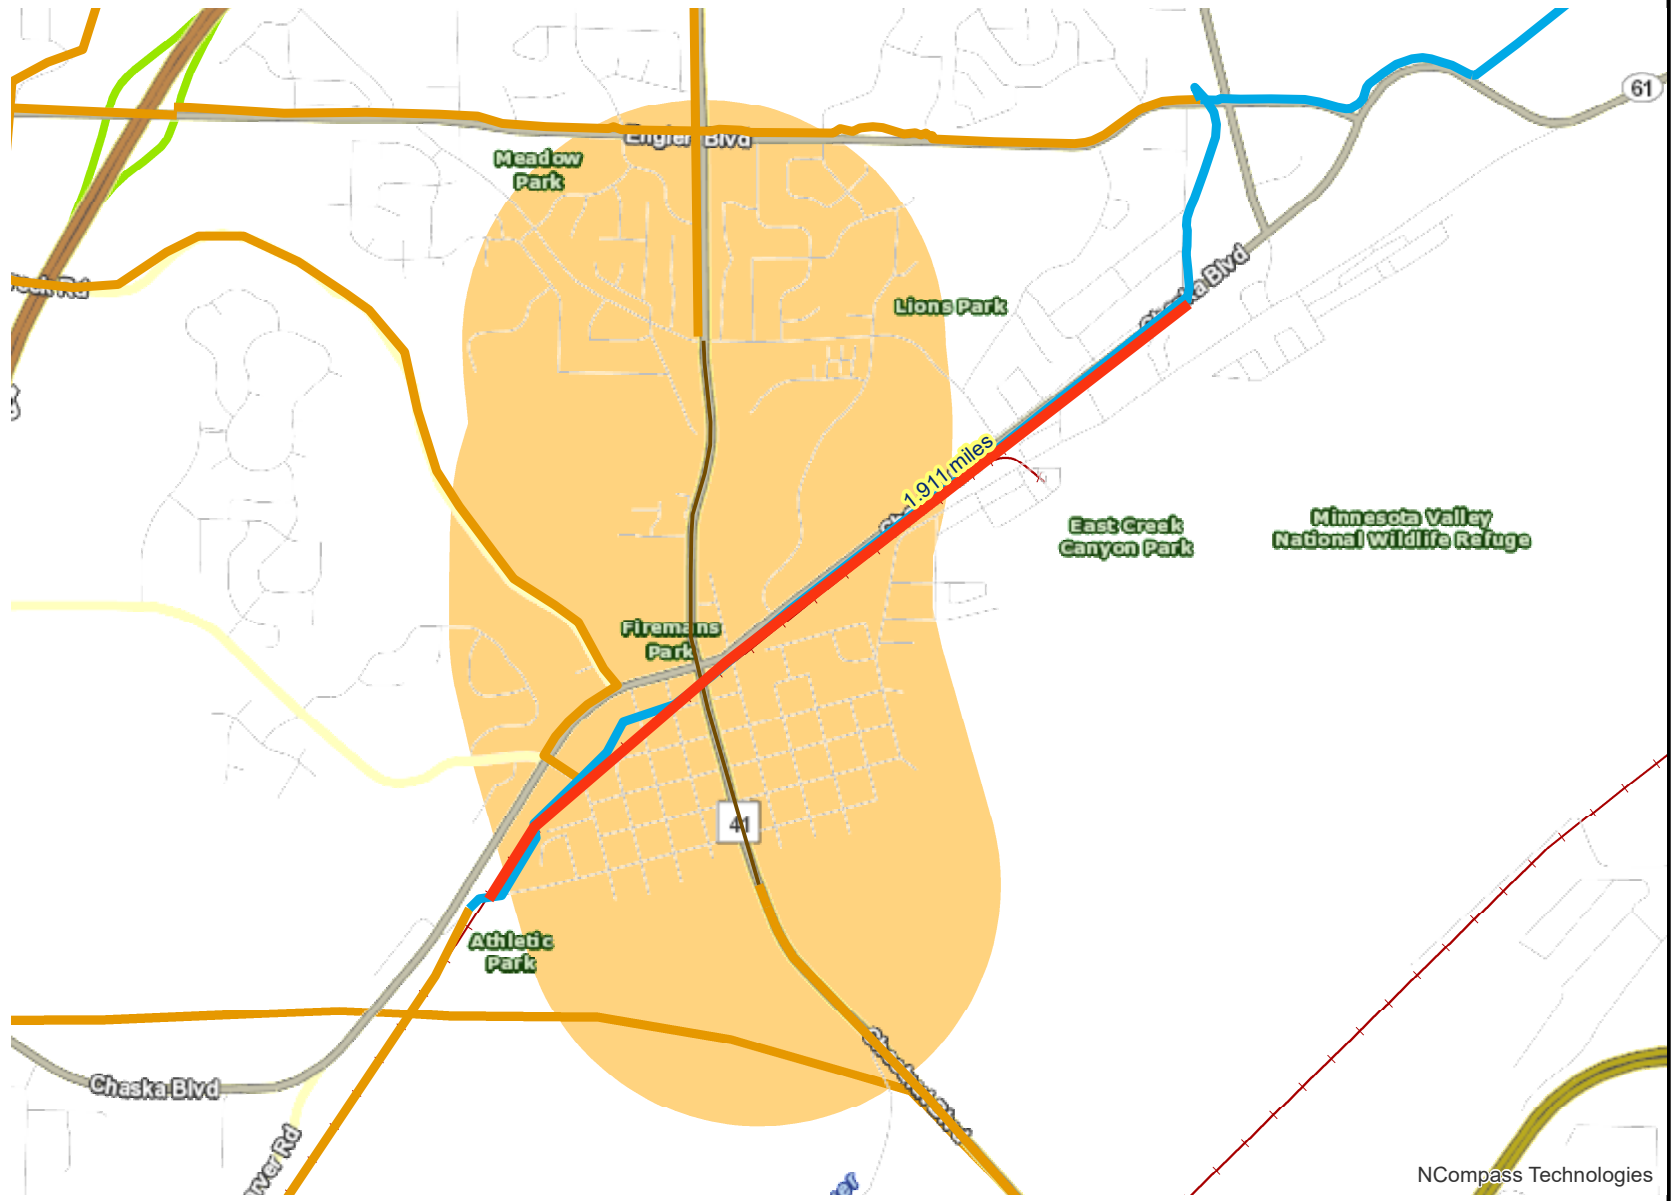 61
Engler Blvd
Meadow
Park
Lions Park
Chaska Blvd
1.911 miles
East Creek
Canyon Park
Minnesota Valley
National Wildlife Refuge
Firemans
Park
41
Athletic
Park
Chaska Blvd
NCompass Technologies